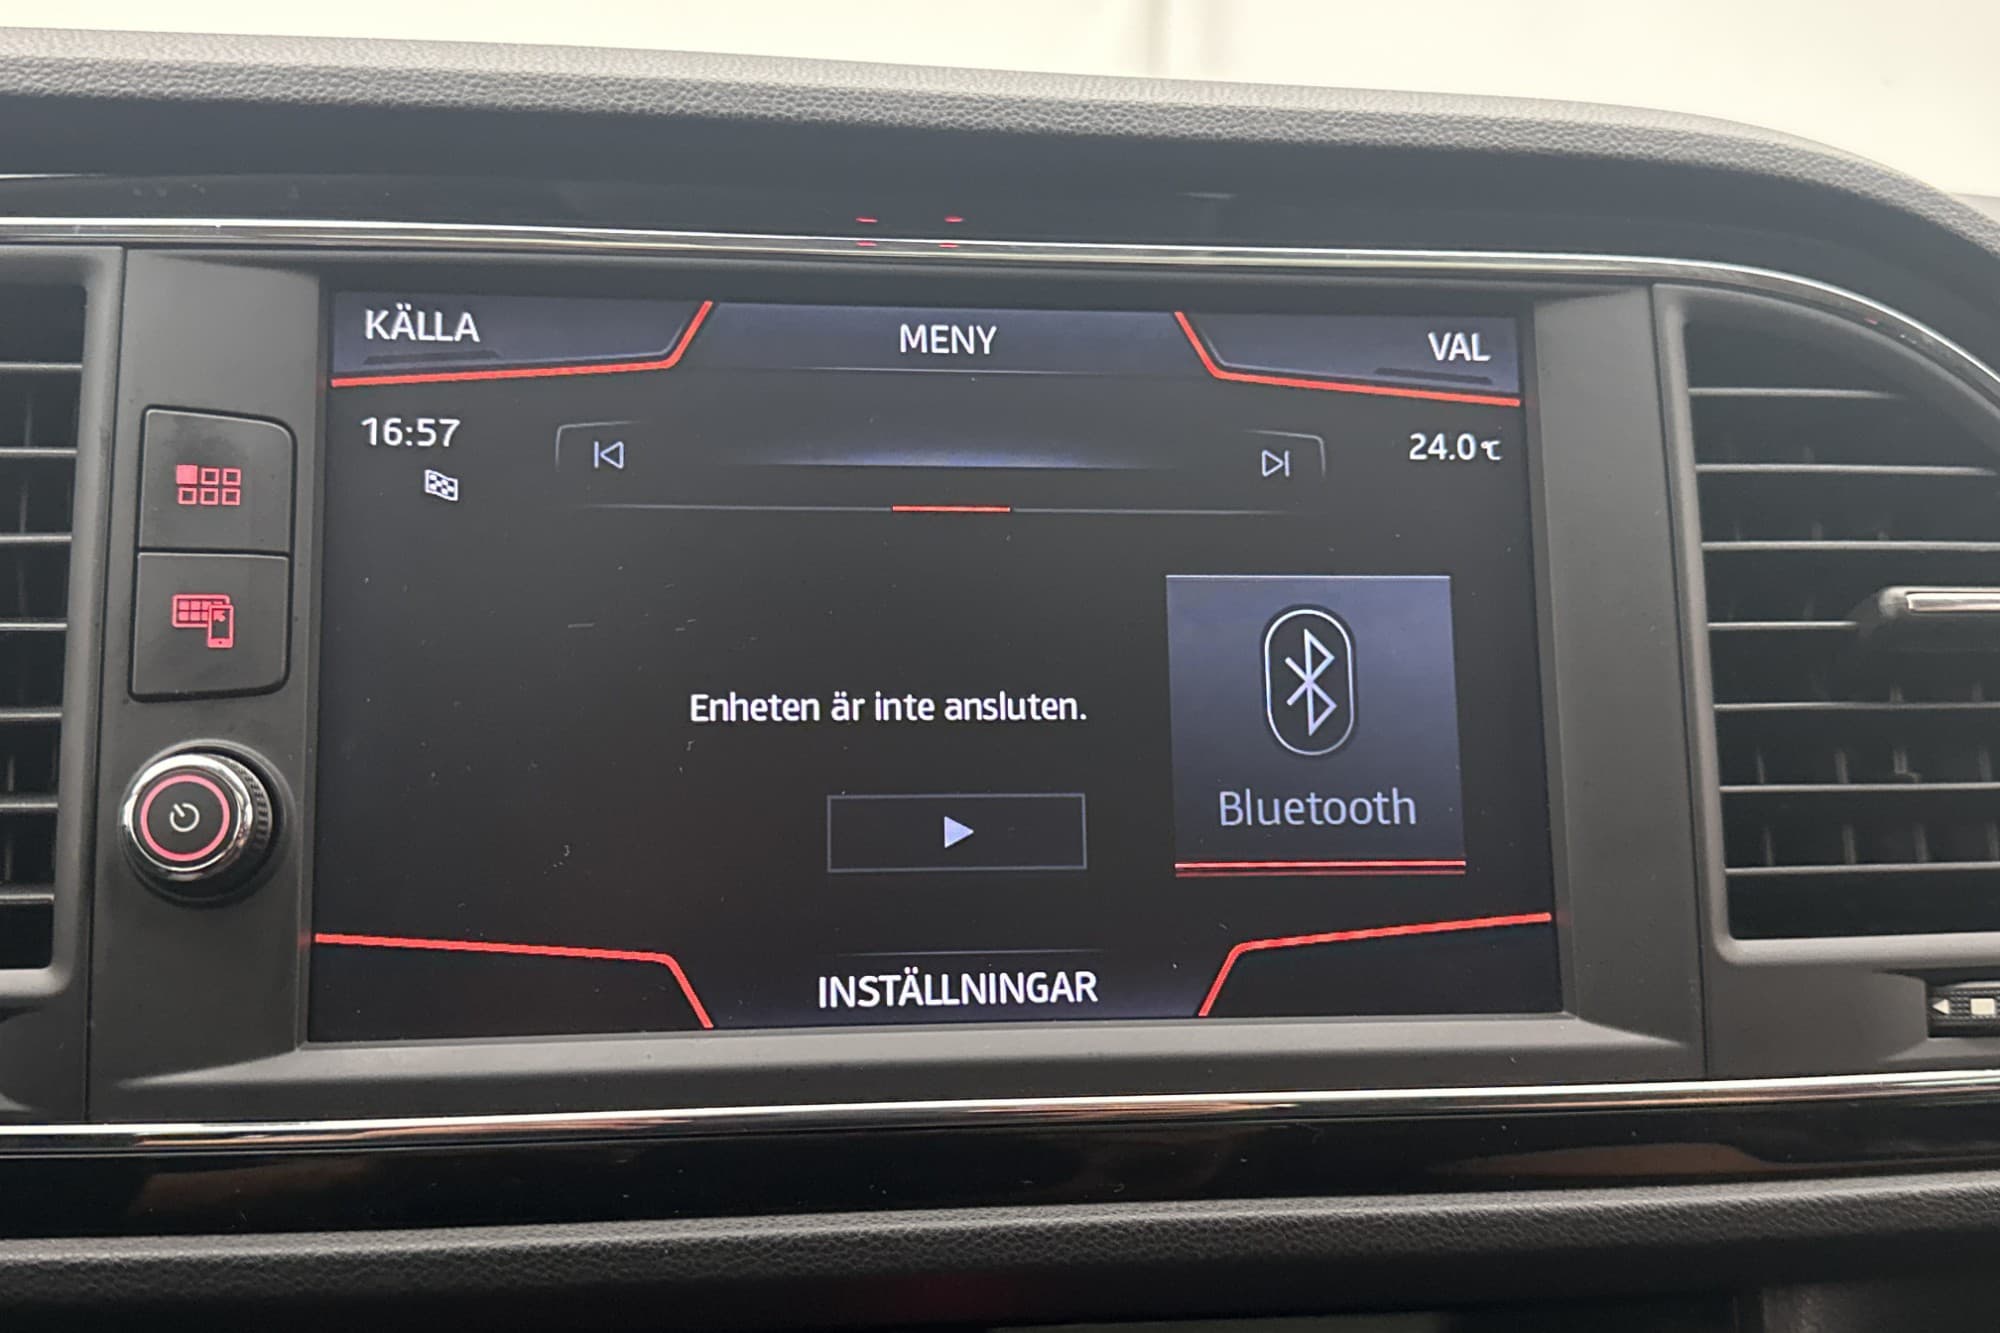 KÄLLA
MENY
VAL
16:57
24.0°C
Enheten är inte ansluten.
Bluetooth
INSTÄLLNINGAR